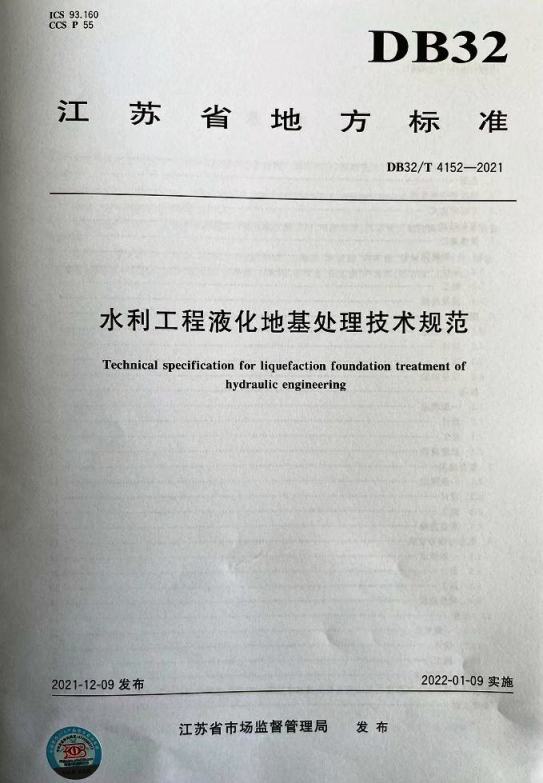 ICS 93.160
CCS P 55
DB32
江苏省地方标准
DB32/T 4152—2021
水利工程液化地基处理技术规范
Technical specification for liquefaction foundation treatment of
hydraulic engineering
2021-12-09 发布
2022-01-09 实施
江苏省市场监督管理局 发布